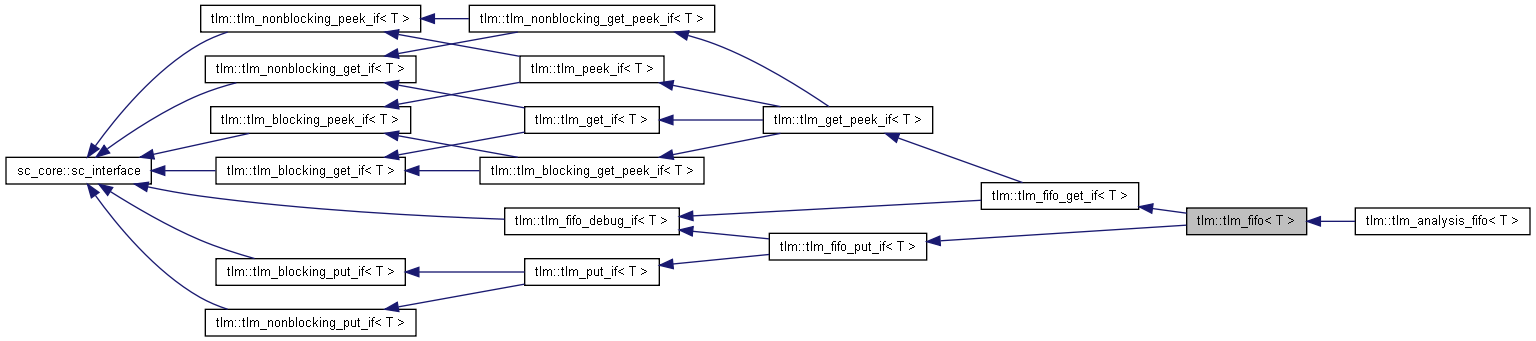 tlm::tlm_nonblocking_peek_if< T >
tlm::tlm_nonblocking_get_peek_if< T >
tlm::tlm_nonblocking_get_if< T >
tlm::tlm_peek_if< T >
tlm::tlm_blocking_peek_if< T >
tlm::tlm_get_if< T >
tlm::tlm_get_peek_if< T >
sc_core::sc_interface
tlm::tlm_blocking_get_if< T >
tlm::tlm_blocking_get_peek_if< T >
tlm::tlm_fifo_get_if< T >
tlm::tlm_fifo_debug_if< T >
tlm::tlm_fifo< T >
tlm::tlm_analysis_fifo< T >
tlm::tlm_fifo_put_if< T >
tlm::tlm_blocking_put_if< T >
tlm::tlm_put_if< T >
tlm::tlm_nonblocking_put_if< T >